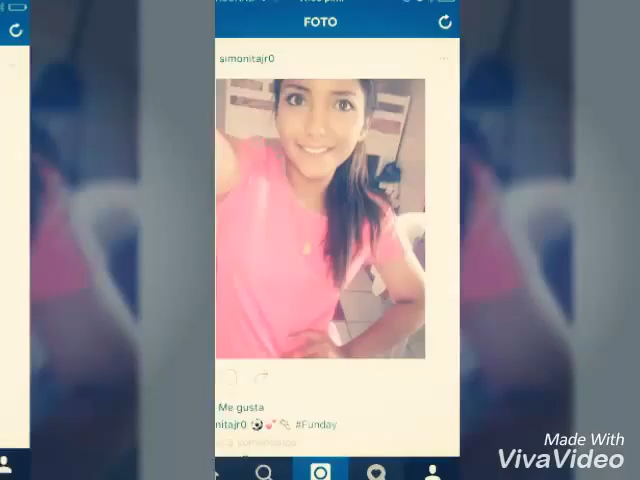 FOTO
simonitajr0
Me gusta
nitajr0 ⚽💕 #Funday
Made With
VivaVideo